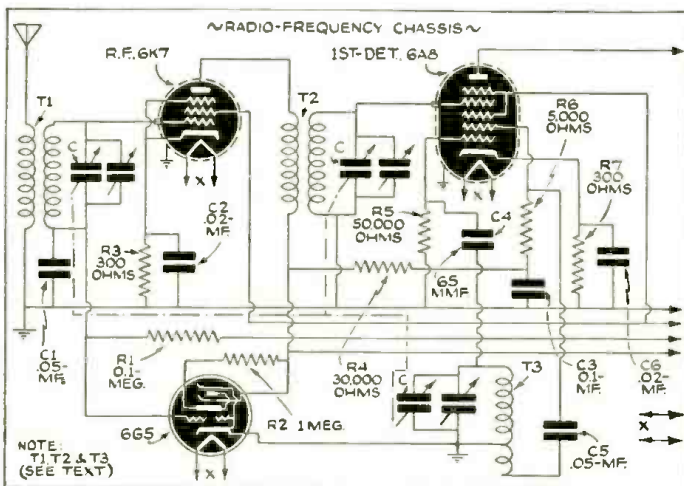 ~RADIO-FREQUENCY CHASSIS~
R.F., 6K7
1ST-DET., 6A8
T1
T2
R6
5,000
OHMS
R7
300
OHMS
C
C
C2
.02-
MF.
R5
50,000
OHMS
C4
65
MMF.
R3
300
OHMS
X
X
C1
.05-
MF.
R1
0.1-
MEG.
R4
30,000
OHMS
T3
C3
0.1-
MF.
C6
.02-
MF.
C
6G5
R2 1 MEG.
X
NOTE:
T1, T2 & T3
(SEE TEXT)
C5
.05-MF.
X